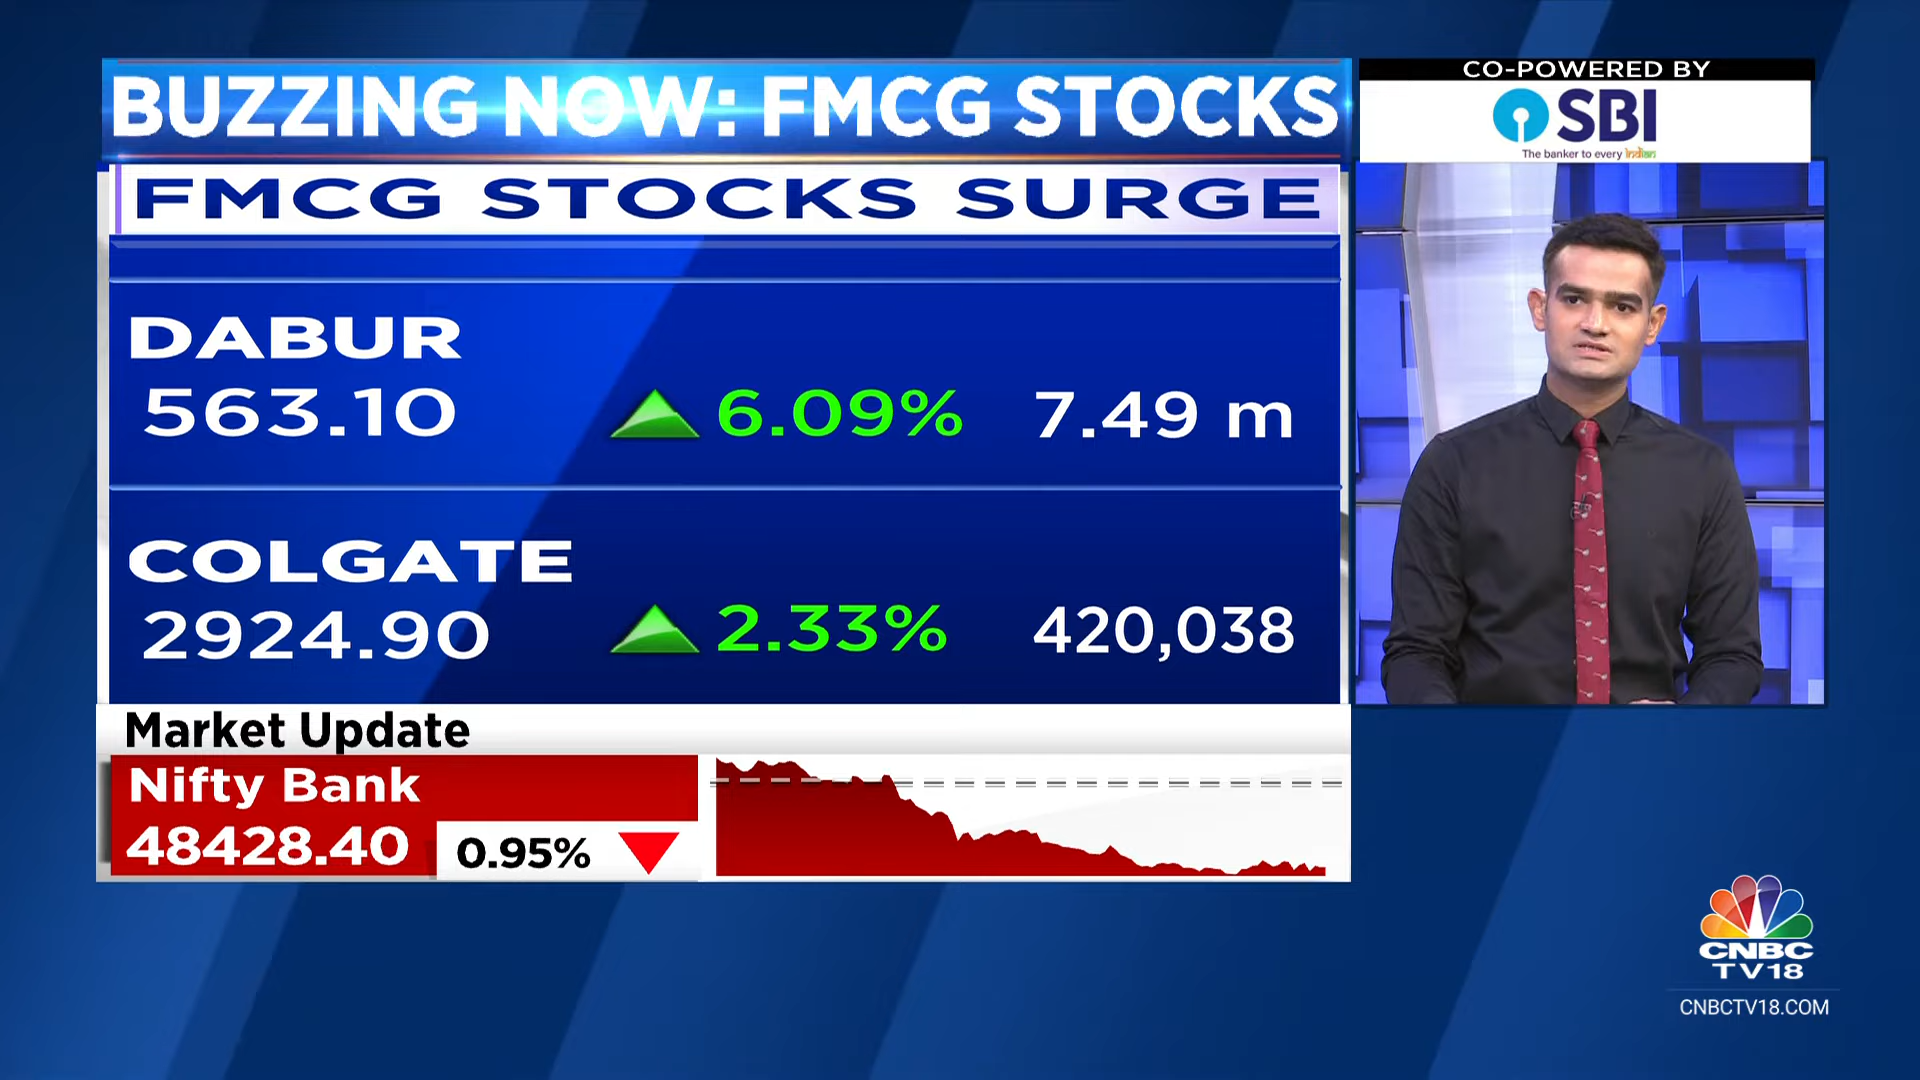 BUZZING NOW: FMCG STOCKS
CO-POWERED BY
SBI
The banker to every indian
FMCG STOCKS SURGE
DABUR
563.10 6.09% 7.49 m
COLGATE
2924.90 2.33% 420,038
Market Update
Nifty Bank
48428.40 0.95%
CNBC
TV18
CNBCTV18.COM